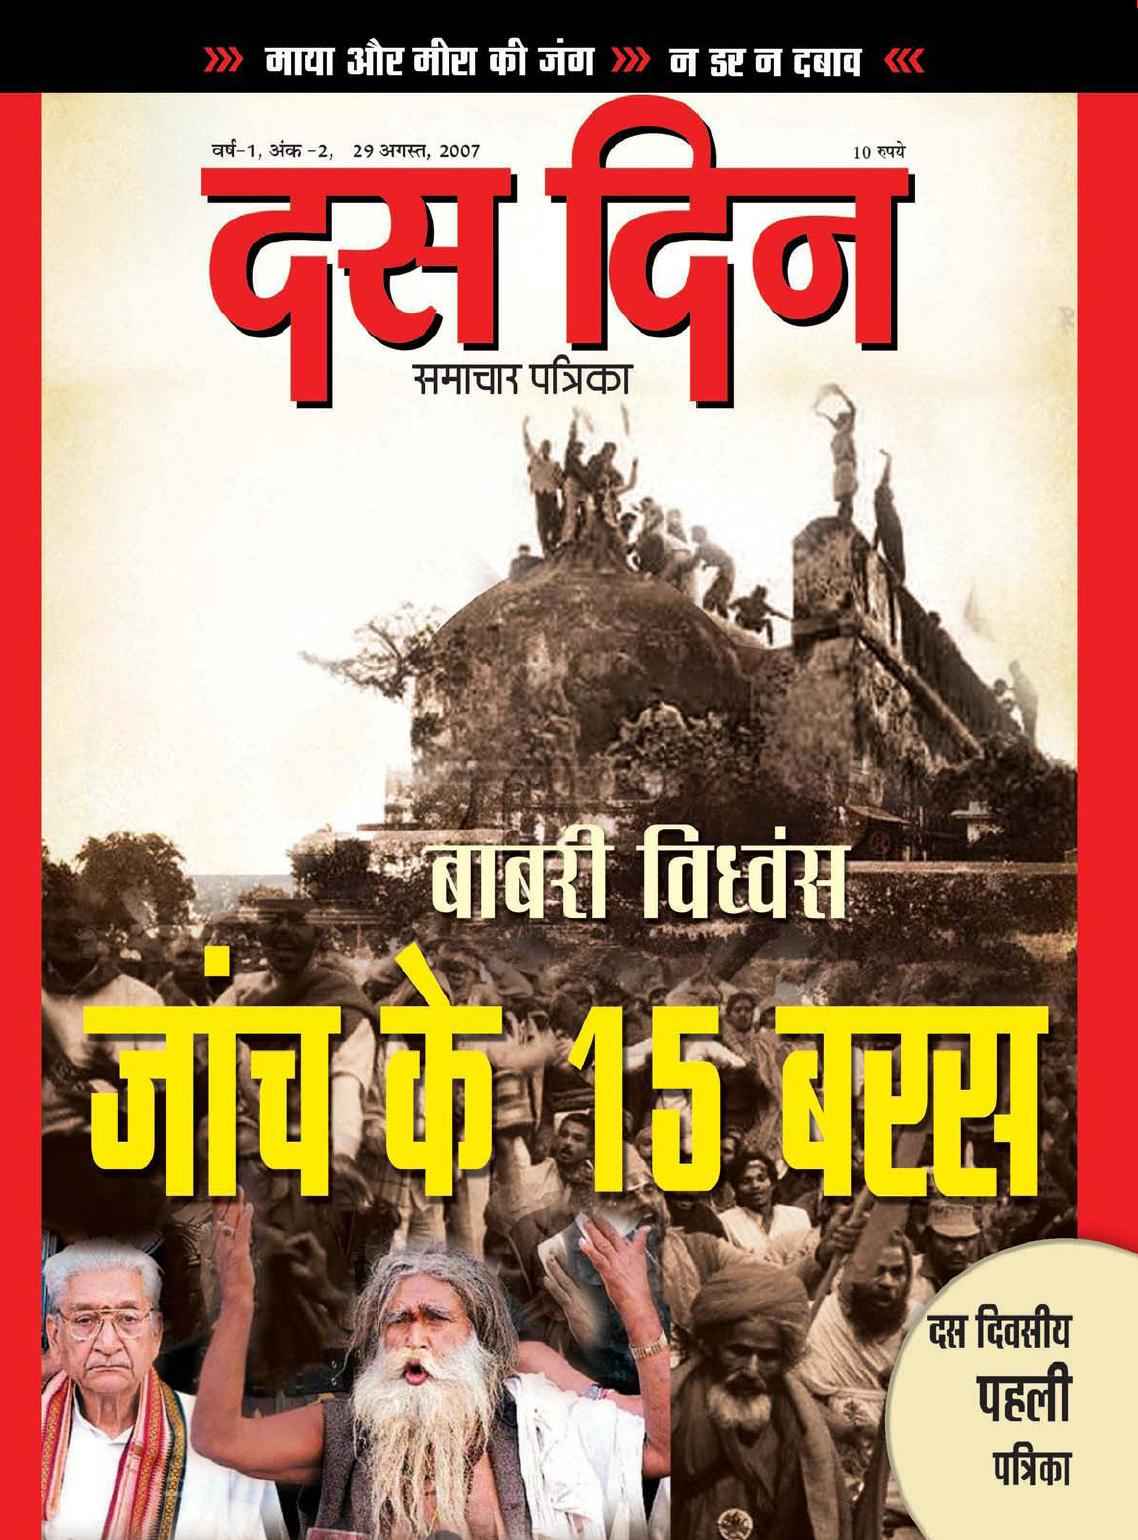 माया और मीरा की जंग न डर न दबाव
वर्ष-1, अंक -2, 29 अगस्त, 2007
10 रुपये
दस दिन
समाचार पत्रिका
बाबरी विध्वंस
जांच के 15 बरस
दस दिवसीय
पहली
पत्रिका